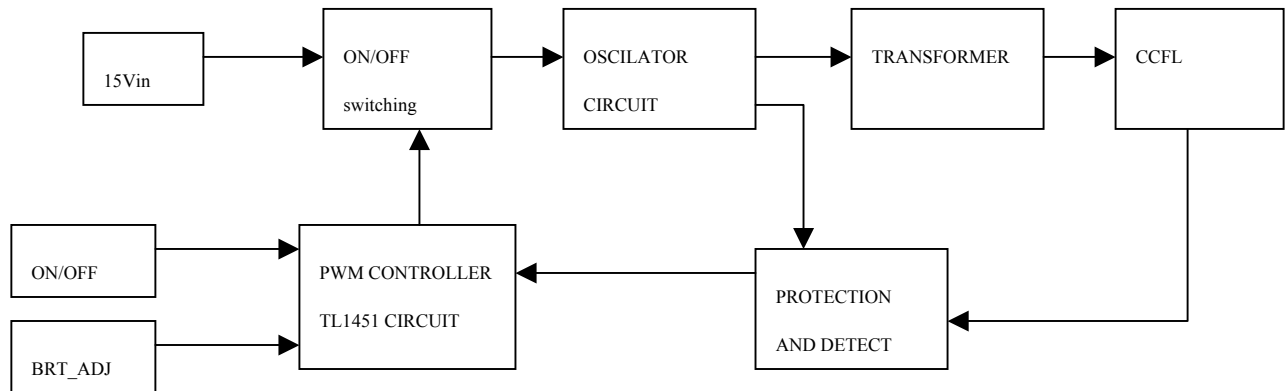 15Vin
ON/OFF
switching
OSCILATOR
CIRCUIT
TRANSFORMER
CCFL
ON/OFF
BRT_ADJ
PWM CONTROLLER
TL1451 CIRCUIT
PROTECTION
AND DETECT